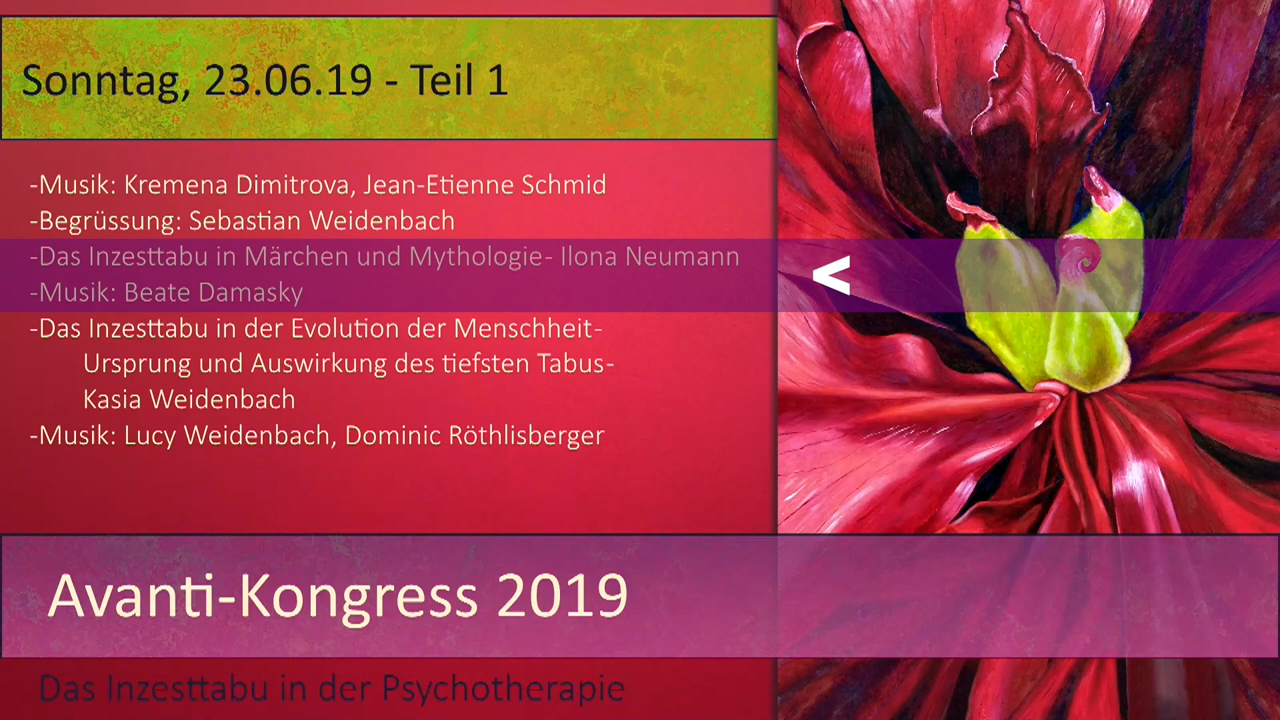 Sonntag, 23.06.19 - Teil 1
-Musik: Kremena Dimitrova, Jean-Etienne Schmid
-Begrüssung: Sebastian Weidenbach
-Das Inzesttabu in Märchen und Mythologie- Ilona Neumann
-Musik: Beate Damasky
<
-Das Inzesttabu in der Evolution der Menschheit-
Ursprung und Auswirkung des tiefsten Tabus-
Kasia Weidenbach
-Musik: Lucy Weidenbach, Dominic Röthlisberger
Avanti-Kongress 2019
Das Inzesttabu in der Psychotherapie